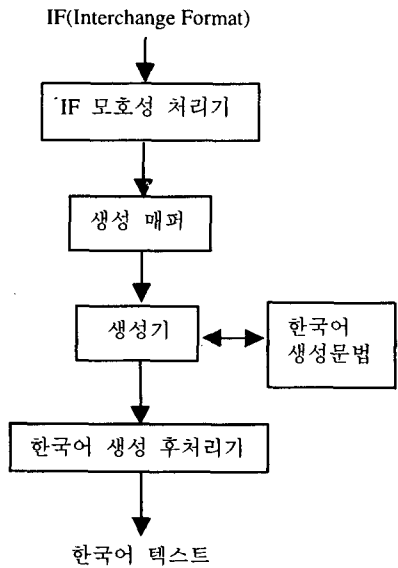 IF(Interchange Format)
IF 모호성 처리기
생성 매퍼
생성기
한국어
생성문법
한국어 생성 후처리기
한국어 텍스트